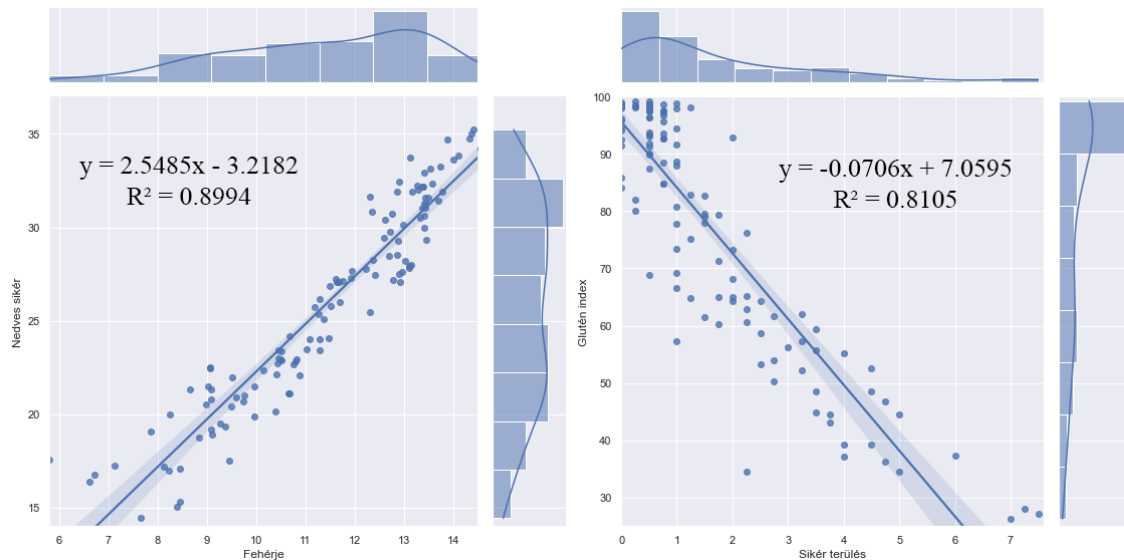 35
30
25
20
15
Nedves sikér
y = 2.5485x - 3.2182
R² = 0.8994
6 7 8 9 10 11 12 13 14
Fehérje
100
90
80
70
60
50
40
30
Glutén index
y = -0.0706x + 7.0595
R² = 0.8105
0 1 2 3 4 5 6 7
Sikér terülés